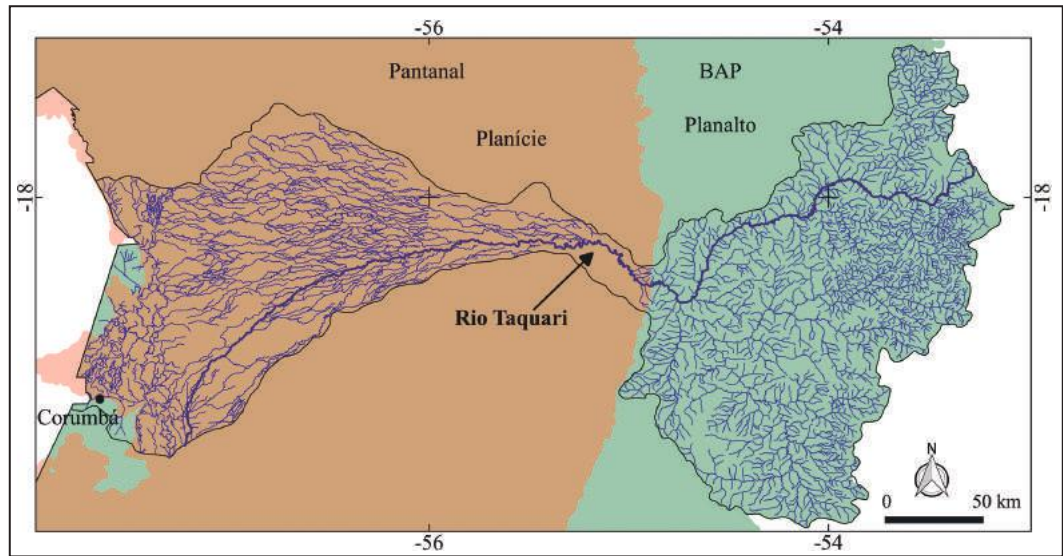 -56
-54
Pantanal
BAP
Planície
Planalto
-18
-18
Rio Taquari
Corumbá
N
0 50 km
-56
-54